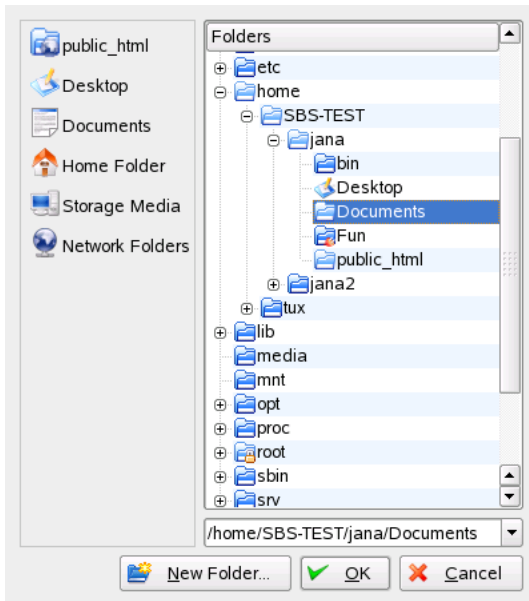 public_html
Desktop
Documents
Home Folder
Storage Media
Network Folders
Folders
etc
home
SBS-TEST
jana
bin
Desktop
Documents
Fun
public_html
jana2
tux
lib
media
mnt
opt
proc
root
sbin
srv
/home/SBS-TEST/jana/Documents
New Folder...
OK
Cancel